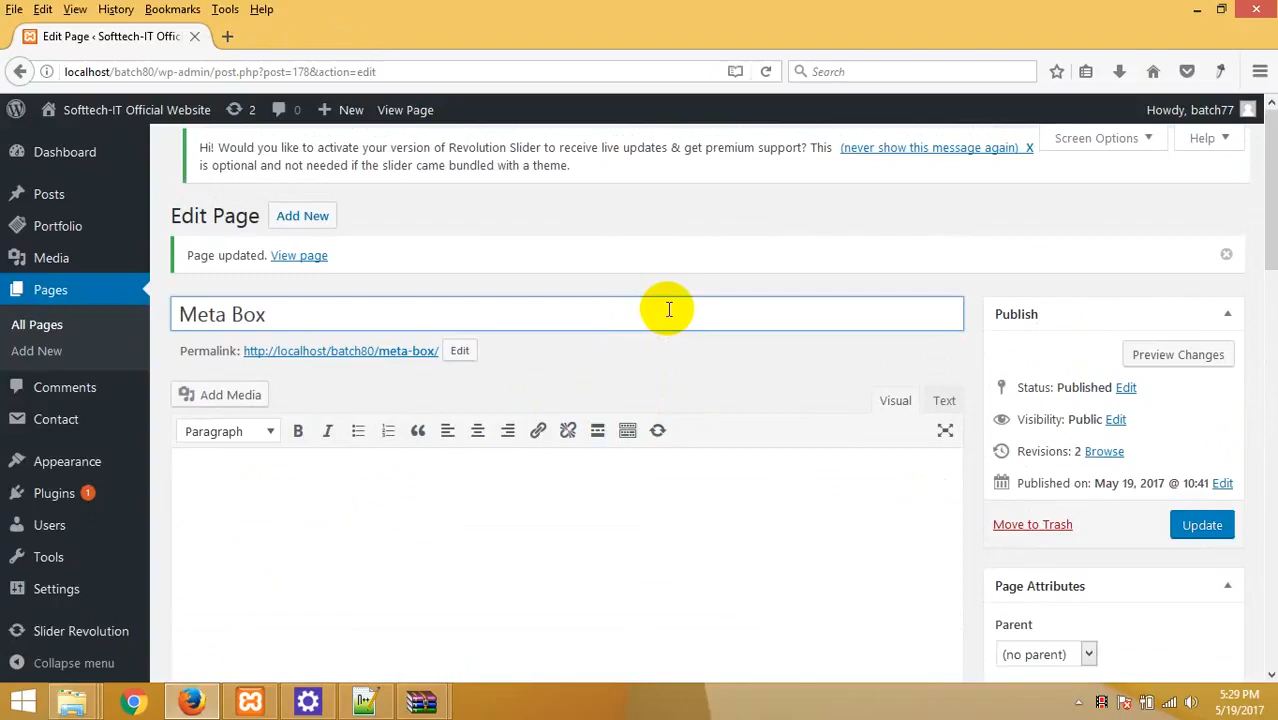 File Edit View History Bookmarks Tools Help
Edit Page ‹ Softtech-IT Offic
localhost/batch80/wp-admin/post.php?post=178&action=edit
Search
Softtech-IT Official Website 2 0 New View Page Howdy, batch77
Hi! Would you like to activate your version of Revolution Slider to receive live updates & get premium support? This
is optional and not needed if the slider came bundled with a theme.
(never show this message again) X
Screen Options Help
Dashboard
Posts
Portfolio
Media
Pages
All Pages
Add New
Comments
Contact
Appearance
Plugins 1
Users
Tools
Settings
Slider Revolution
Collapse menu
Edit Page Add New
Page updated. View page
Meta Box
Permalink: http://localhost/batch80/meta-box/ Edit
Add Media
Visual Text
Paragraph
Publish
Preview Changes
Status: Published Edit
Visibility: Public Edit
Revisions: 2 Browse
Published on: May 19, 2017 @ 10:41 Edit
Move to Trash Update
Page Attributes
Parent
(no parent)
5:29 PM
5/19/2017